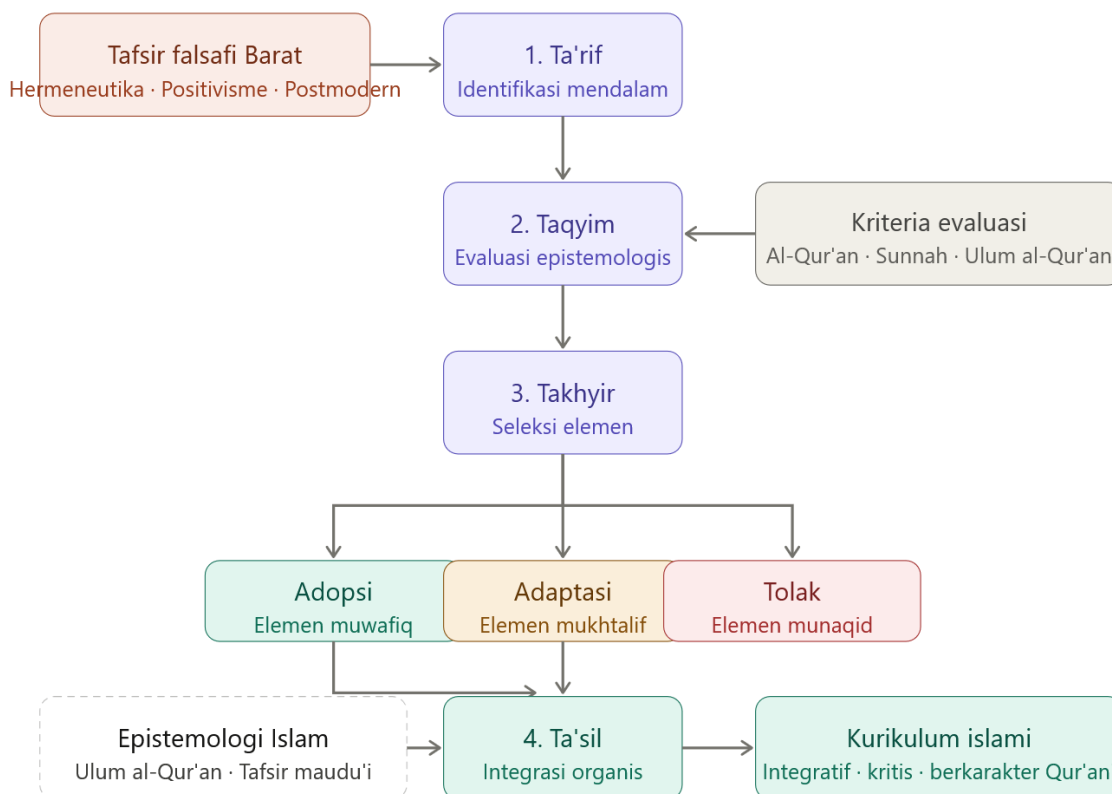 Tafsir falsafi Barat
Hermeneutika · Positivisme · Postmodern
1. Ta'rif
Identifikasi mendalam
2. Taqyim
Evaluasi epistemologis
Kriteria evaluasi
Al-Qur'an · Sunnah · Ulum al-Qur'an
3. Takhyir
Seleksi elemen
Adopsi
Elemen muwafiq
Adaptasi
Elemen mukhtalif
Tolak
Elemen munaqid
Epistemologi Islam
Ulum al-Qur'an · Tafsir maudu'i
4. Ta'sil
Integrasi organis
Kurikulum islami
Integratif · kritis · berkarakter Qur'an